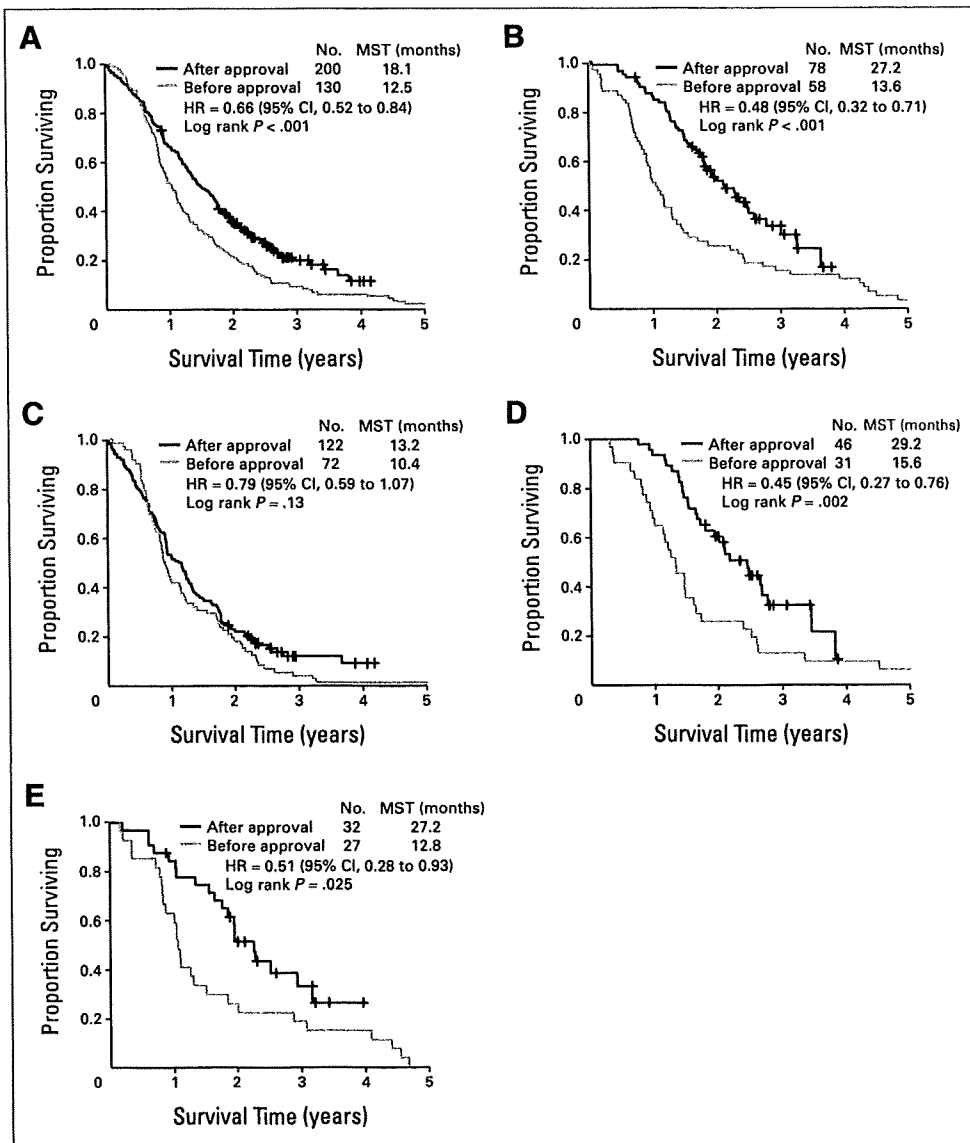 A
No. MST (months)
After approval 200 18.1
Before approval 130 12.5
HR = 0.66 (95% CI, 0.52 to 0.84)
Log rank P < .001
Proportion Surviving
1.0
0.8
0.6
0.4
0.2
0 1 2 3 4 5
Survival Time (years)
B
No. MST (months)
After approval 78 27.2
Before approval 58 13.6
HR = 0.48 (95% CI, 0.32 to 0.71)
Log rank P < .001
Proportion Surviving
1.0
0.8
0.6
0.4
0.2
0 1 2 3 4 5
Survival Time (years)
C
No. MST (months)
After approval 122 13.2
Before approval 72 10.4
HR = 0.79 (95% CI, 0.59 to 1.07)
Log rank P = .13
Proportion Surviving
1.0
0.8
0.6
0.4
0.2
0 1 2 3 4 5
Survival Time (years)
D
No. MST (months)
After approval 46 29.2
Before approval 31 15.6
HR = 0.45 (95% CI, 0.27 to 0.76)
Log rank P = .002
Proportion Surviving
1.0
0.8
0.6
0.4
0.2
0 1 2 3 4 5
Survival Time (years)
E
No. MST (months)
After approval 32 27.2
Before approval 27 12.8
HR = 0.51 (95% CI, 0.28 to 0.93)
Log rank P = .025
Proportion Surviving
1.0
0.8
0.6
0.4
0.2
0 1 2 3 4 5
Survival Time (years)